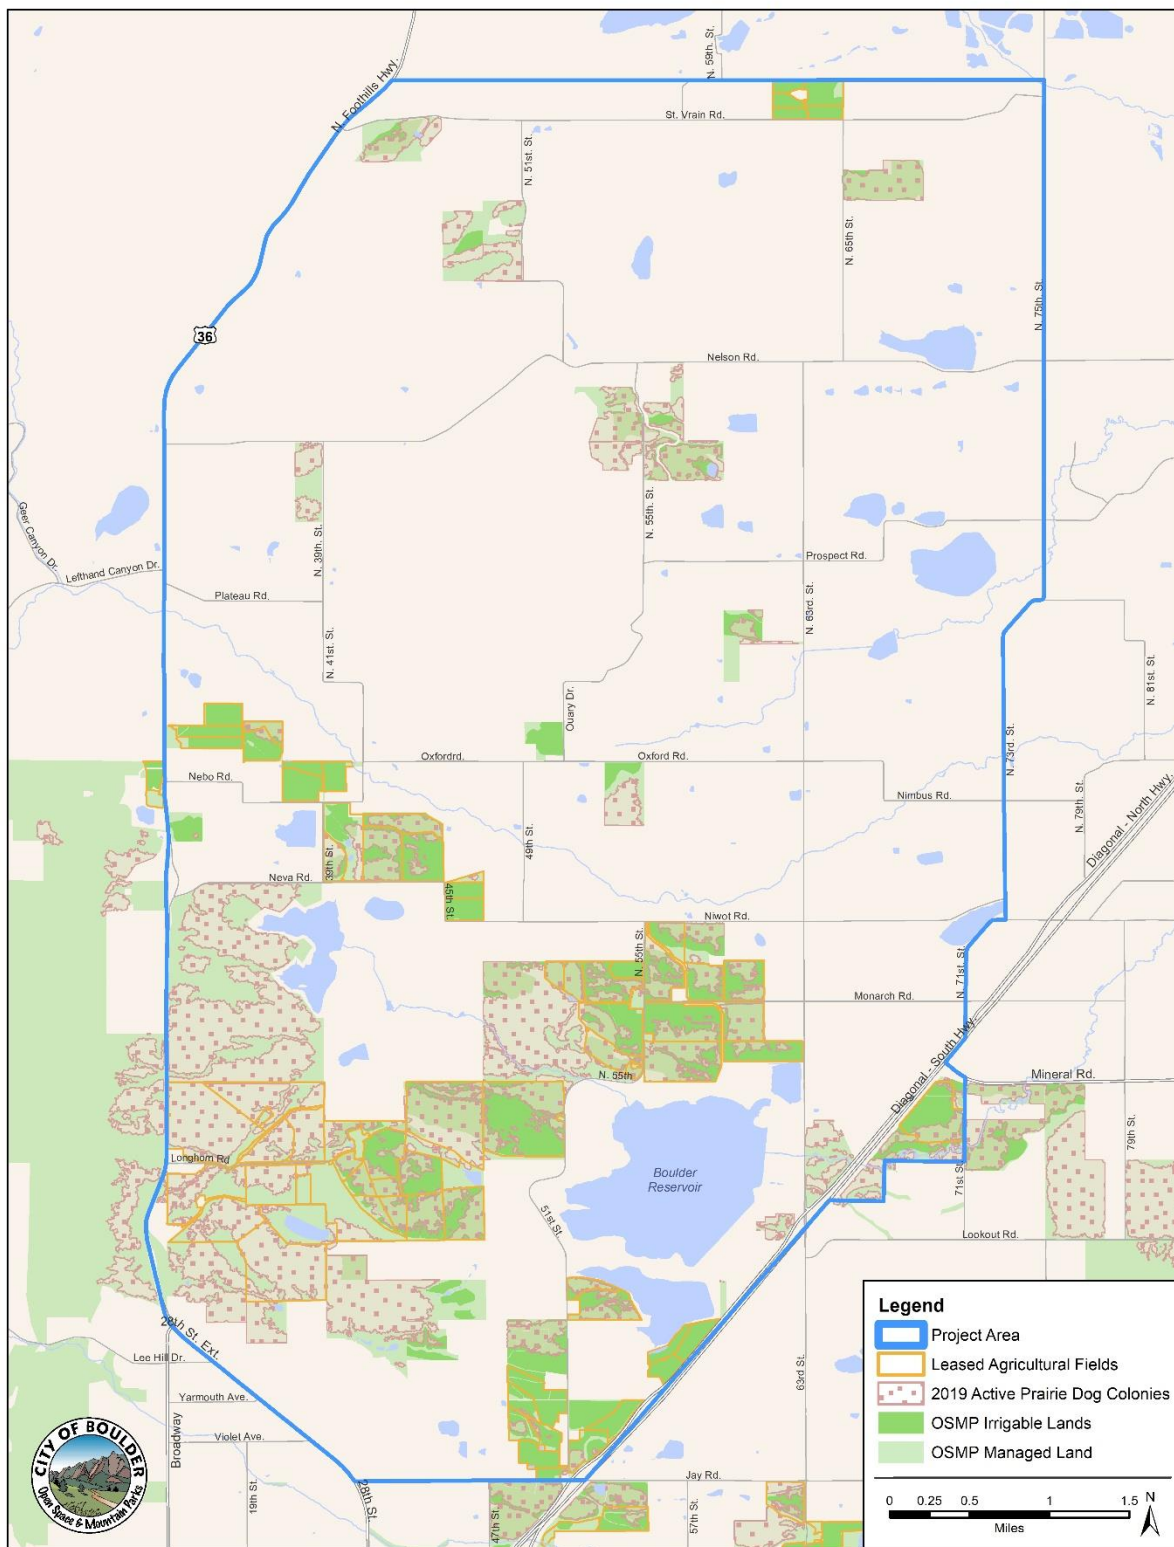 N. 59th. St.
N. Foothills Hwy.
St. Vrain Rd.
N. 51st. St.
N. 65th St.
N. 75th. St.
36
Nelson Rd.
Geer Canyon Dr.
N. 39th. St.
N. 55th. St.
Lefthand Canyon Dr.
Prospect Rd.
Plateau Rd.
N. 63rd. St.
N. 41st. St.
N. 81st. St.
Ouary Dr.
Oxfordrd.
Oxford Rd.
N. 73rd. St.
Nebo Rd.
Nimbus Rd.
N. 79th. St.
Diagonal - North Hwy.
49th St.
39th St.
Neva Rd.
45th St.
Niwot Rd.
N. 55th St.
N. 71st. St.
Monarch Rd.
Diagonal - South Hwy.
N. 55th
Mineral Rd.
79th St.
Longhorn Rd
Boulder
Reservoir
71st St.
51st St.
Lookout Rd.
28th St. Ext.
Lee Hill Dr.
63rd St.
Yarmouth Ave.
Broadway
Violet Ave.
19th St.
28th St.
Jay Rd.
47th St.
57th St.
CITY OF BOULDER
Open Space & Mountain Parks
Legend
Project Area
Leased Agricultural Fields
2019 Active Prairie Dog Colonies
OSMP Irrigable Lands
OSMP Managed Land
0 0.25 0.5 1 1.5
Miles
N